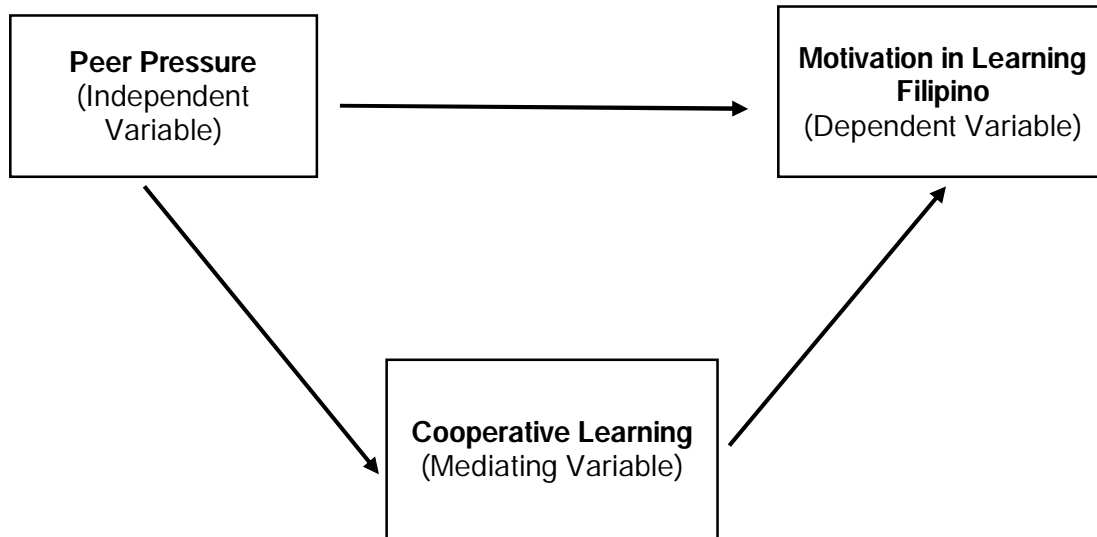 Peer Pressure
(Independent
Variable)
Motivation in Learning
Filipino
(Dependent Variable)
Cooperative Learning
(Mediating Variable)